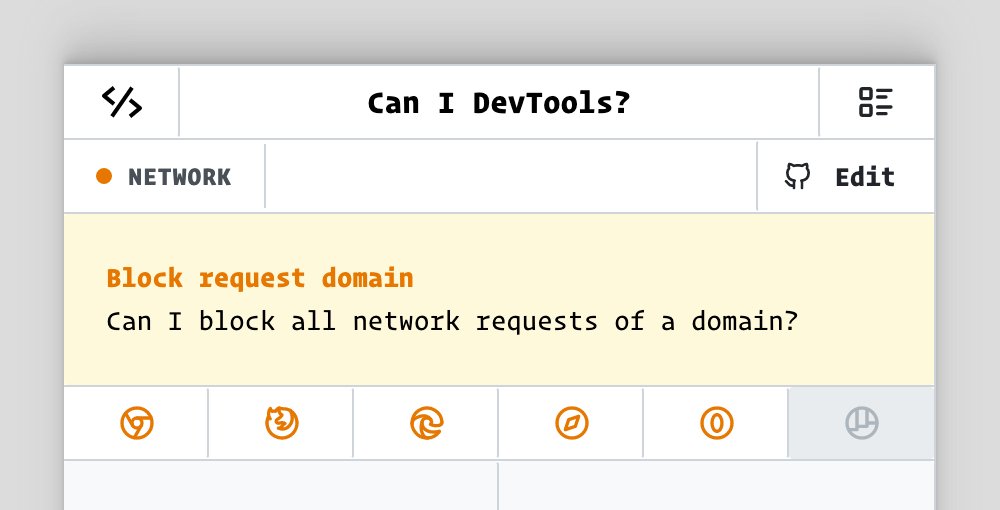 Can I DevTools?
NETWORK
Edit
Block request domain
Can I block all network requests of a domain?